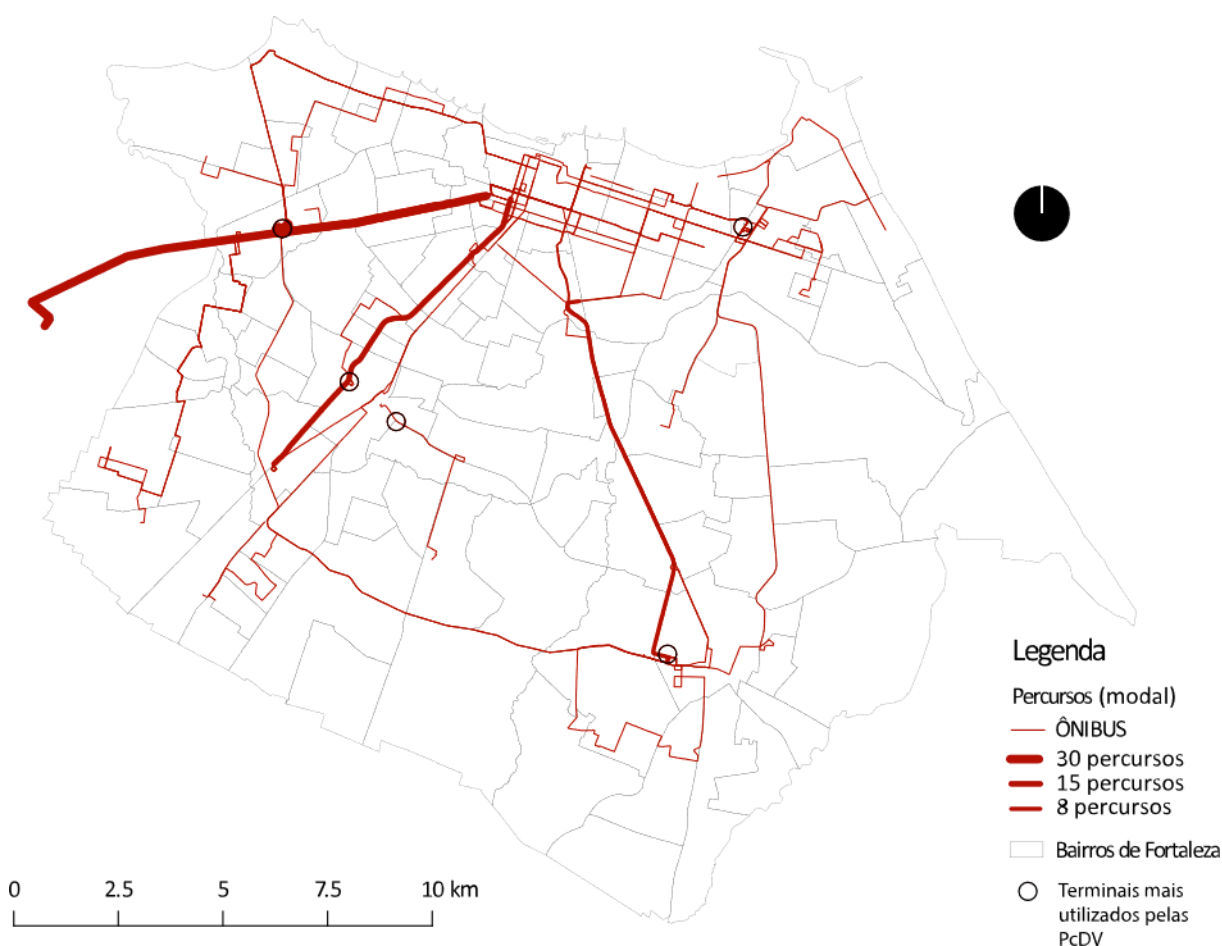 Legenda
Percursos (modal)
ÔNIBUS
30 percursos
15 percursos
8 percursos
Bairros de Fortaleza
Terminais mais
utilizados pelas
PcDV
0 2.5 5 7.5 10 km